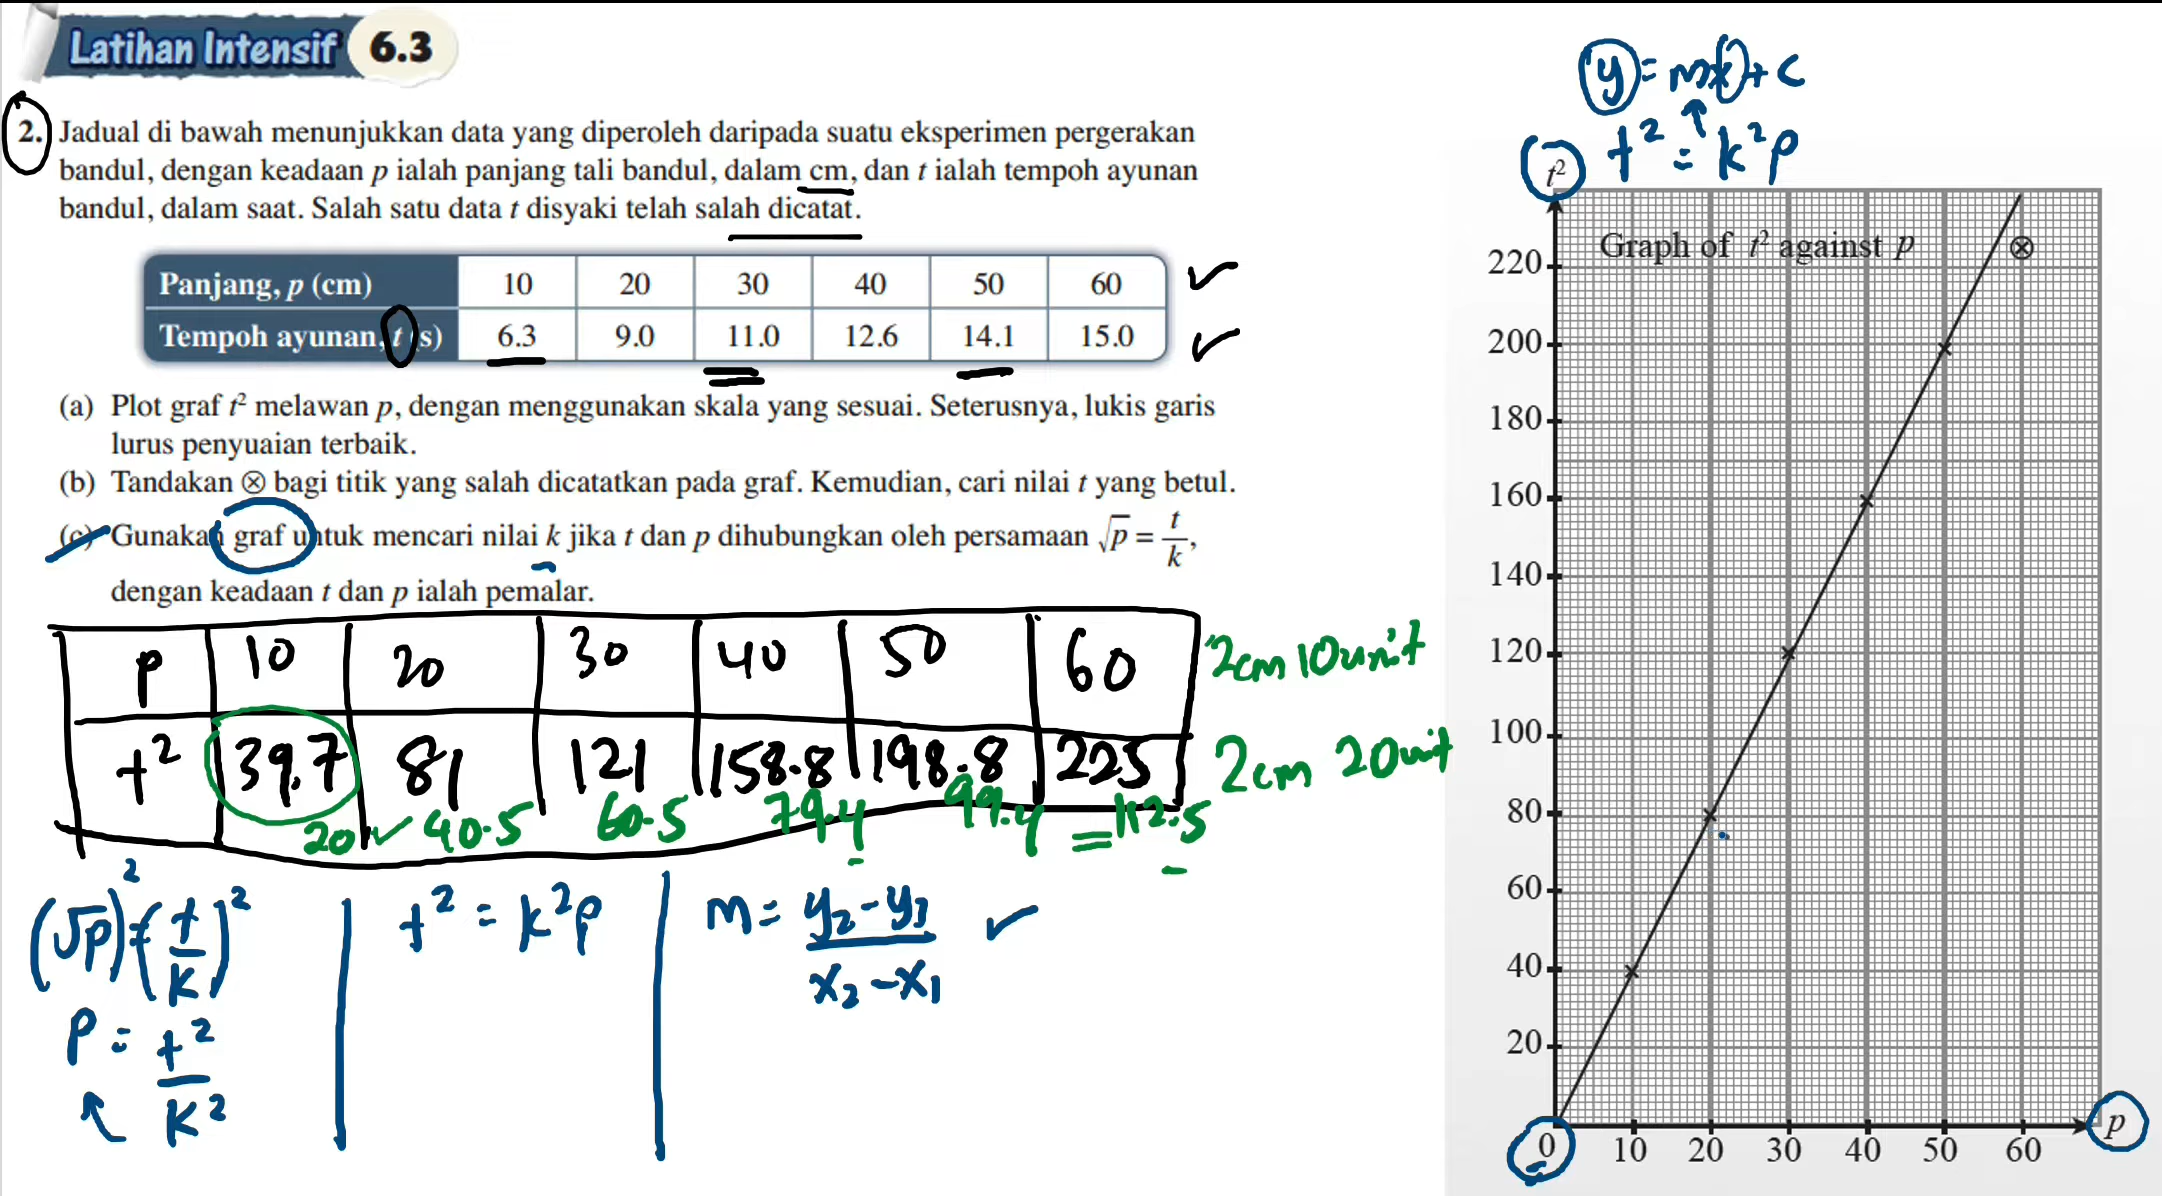 Latihan Intensif 6.3
2. Jadual di bawah menunjukkan data yang diperoleh daripada suatu eksperimen pergerakan
bandul, dengan keadaan p ialah panjang tali bandul, dalam cm, dan t ialah tempoh ayunan
bandul, dalam saat. Salah satu data t disyaki telah salah dicatat.
Panjang, p (cm) 10 20 30 40 50 60
Tempoh ayunan, t (s) 6.3 9.0 11.0 12.6 14.1 15.0
(a) Plot graf t² melawan p, dengan menggunakan skala yang sesuai. Seterusnya, lukis garis
lurus penyuaian terbaik.
(b) Tandakan ⊗ bagi titik yang salah dicatatkan pada graf. Kemudian, cari nilai t yang betul.
(c) Gunakan graf untuk mencari nilai k jika t dan p dihubungkan oleh persamaan √p = t/k,
dengan keadaan t dan p ialah pemalar.
p 10 20 30 40 50 60 2cm 10unit
t² 39.7 81 121 158.8 198.8 225 2cm 20unit
20 40.5 60.5 79.4 99.4 = 112.5
(√p)² = (t/k)²
p = t²/k²
t² = k²p
m = y₂-y₁/x₂-x₁
y = mx + c
t² = k²p
t²
Graph of t² against p
220
200
180
160
140
120
100
80
60
40
20
0 10 20 30 40 50 60 p